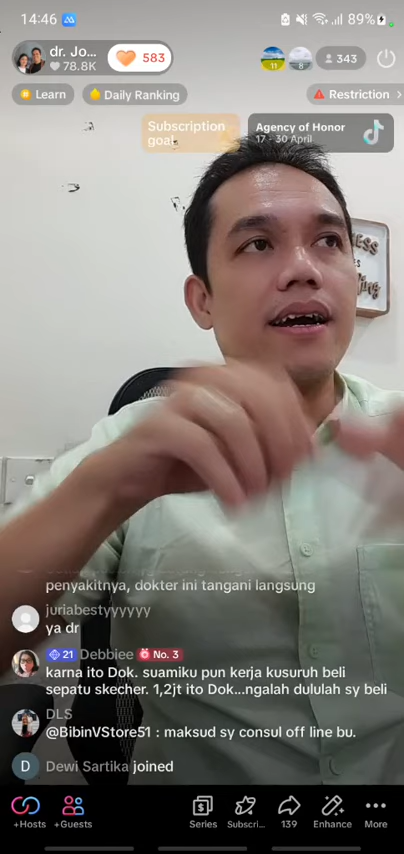 14:46
89%
dr. Jo...
78.8K
583
11
8
343
Learn
Daily Ranking
Restriction
Subscription
goal
Agency of Honor
17 - 30 April
penyakitnya, dokter ini tangani langsung
juriabestyyyyyy
ya dr
21 Debbiee No. 3
karna ito Dok. suamiku pun kerja kusuruh beli
sepatu skecher. 1,2jt ito Dok...ngalah dululah sy beli
DLS
@BibinVStore51 : maksud sy consul off line bu.
D Dewi Sartika joined
+Hosts
+Guests
Series
Subscri...
139
Enhance
More